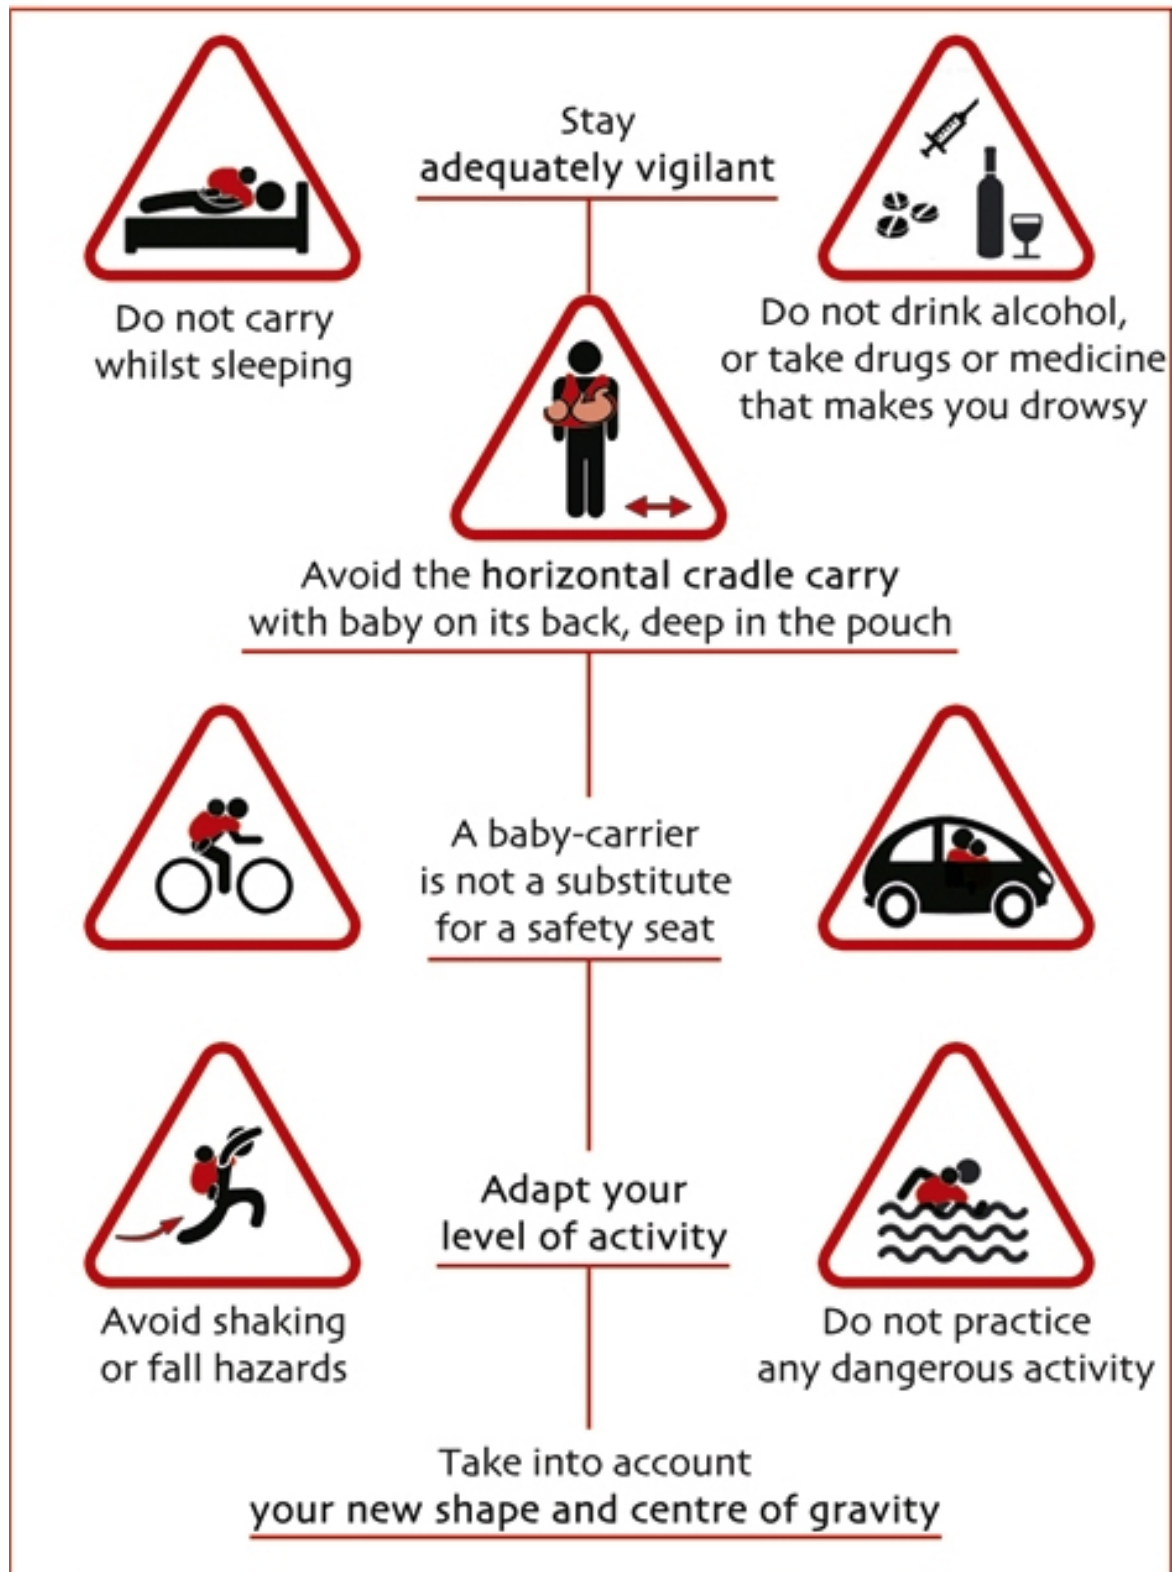 Stay
adequately vigilant
Do not carry
whilst sleeping
Do not drink alcohol,
or take drugs or medicine
that makes you drowsy
Avoid the horizontal cradle carry
with baby on its back, deep in the pouch
A baby-carrier
is not a substitute
for a safety seat
Adapt your
level of activity
Avoid shaking
or fall hazards
Do not practice
any dangerous activity
Take into account
your new shape and centre of gravity